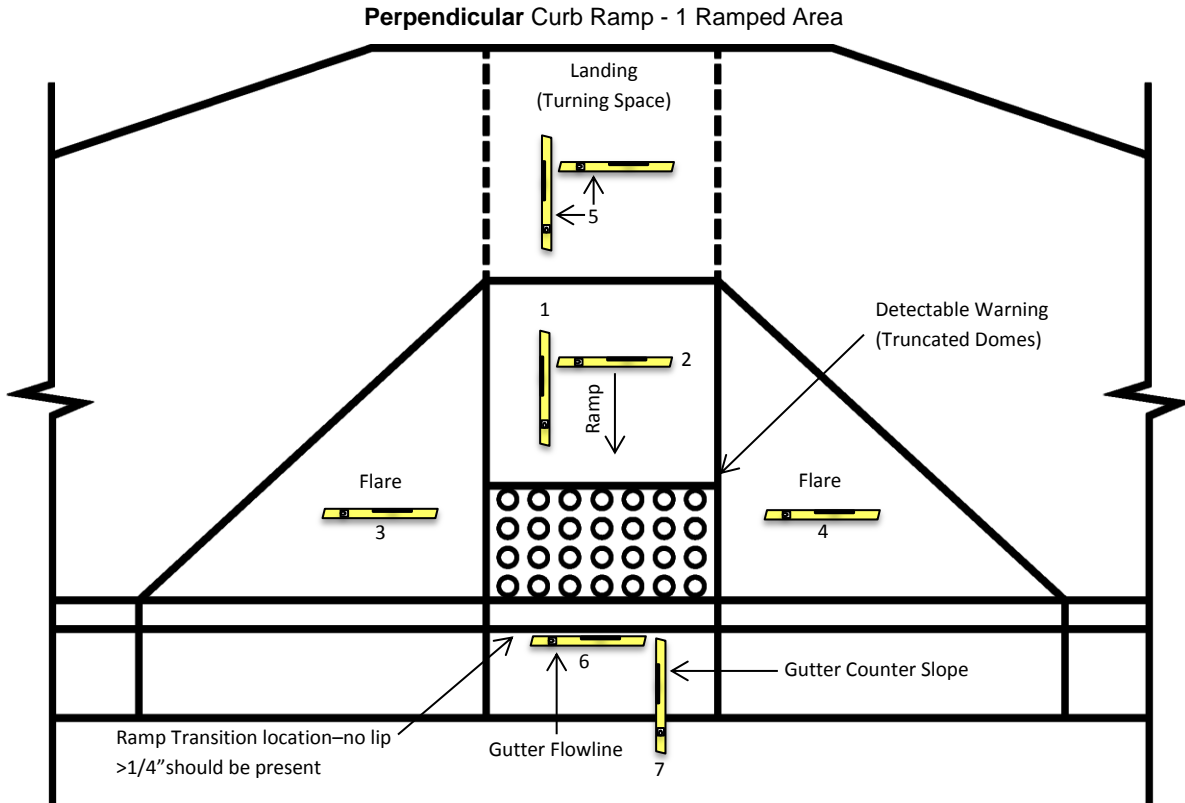 Perpendicular Curb Ramp - 1 Ramped Area
Landing
(Turning Space)
5
1
2
Ramp
Detectable Warning
(Truncated Domes)
Flare
3
Flare
4
6
Gutter Counter Slope
Ramp Transition location–no lip
>1/4"should be present
Gutter Flowline
7